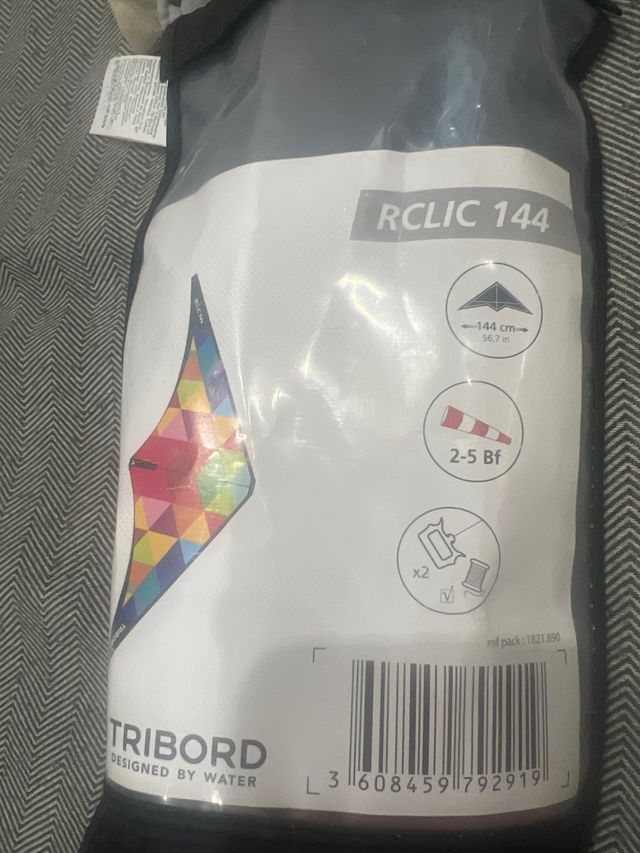 RCLIC 144
144 cm
56,7 in
2-5 Bf
x2
ref pack : 1821.890
3 608459 792919
TRIBORD
DESIGNED BY WATER